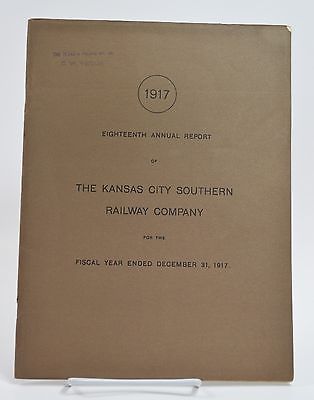 1917
EIGHTEENTH ANNUAL REPORT
OF
THE KANSAS CITY SOUTHERN
RAILWAY COMPANY
FOR THE
FISCAL YEAR ENDED DECEMBER 31, 1917.